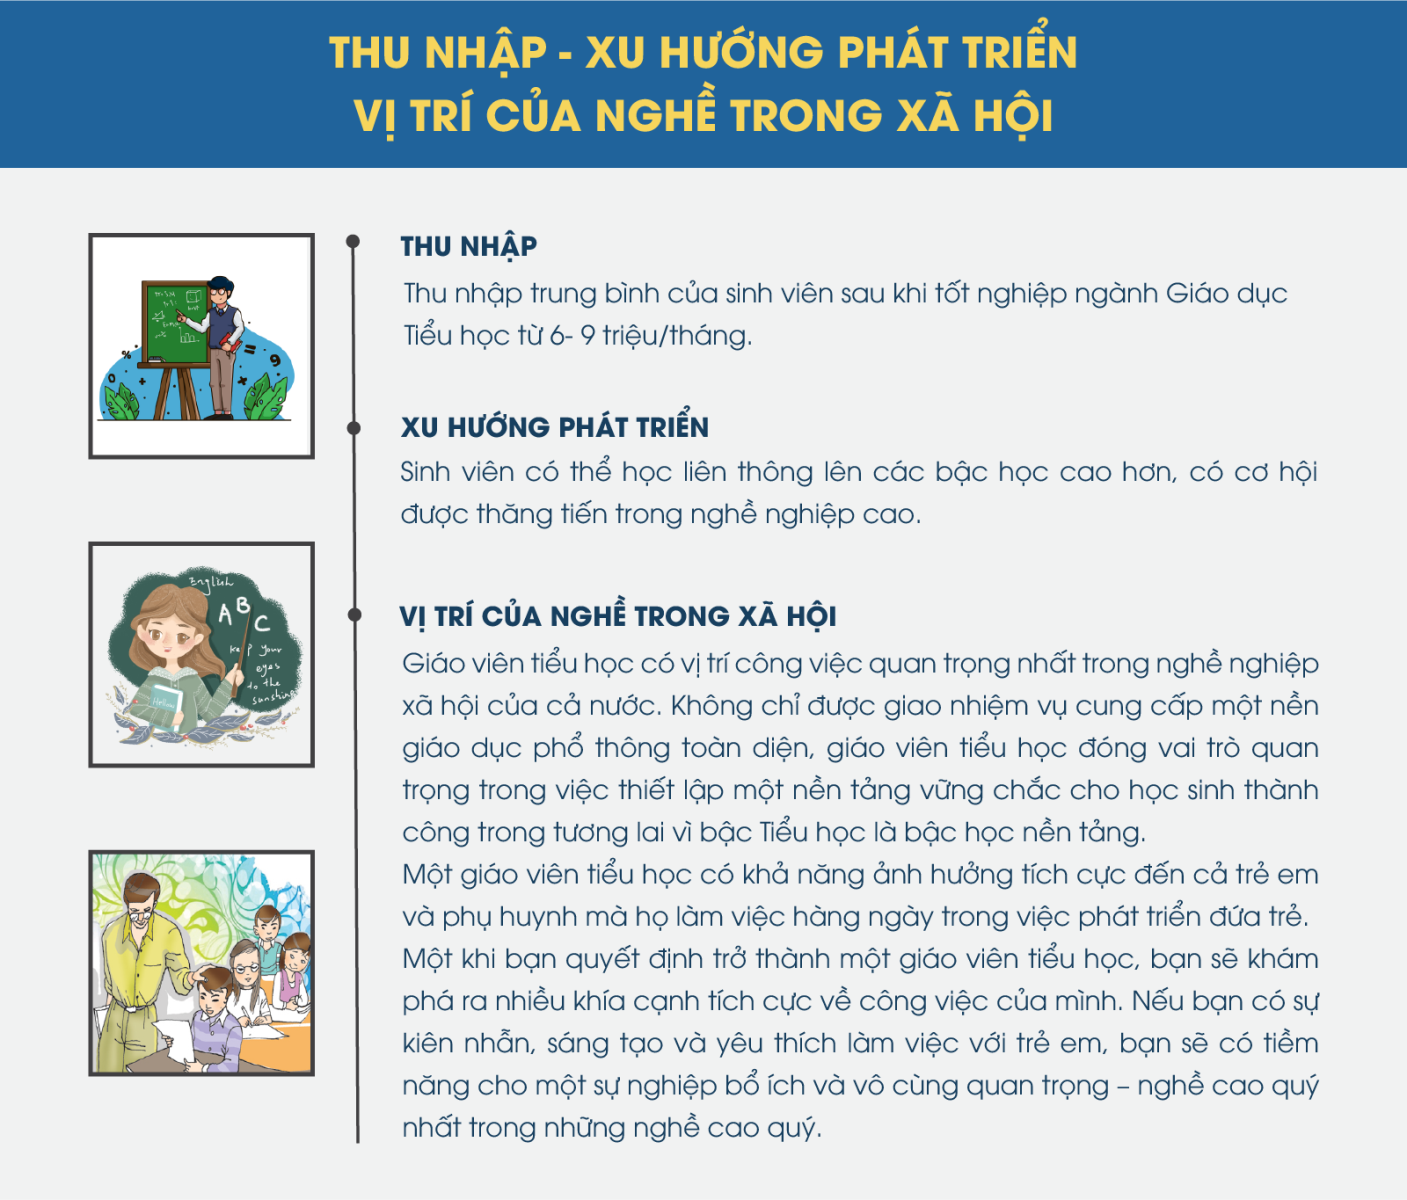 THU NHẬP - XU HƯỚNG PHÁT TRIỂN
VỊ TRÍ CỦA NGHỀ TRONG XÃ HỘI
THU NHẬP
Thu nhập trung bình của sinh viên sau khi tốt nghiệp ngành Giáo dục
Tiểu học từ 6- 9 triệu/tháng.
XU HƯỚNG PHÁT TRIỂN
Sinh viên có thể học liên thông lên các bậc học cao hơn, có cơ hội
được thăng tiến trong nghề nghiệp cao.
English
A B C
keep your
eyes
to the
sunshine
Hello
VỊ TRÍ CỦA NGHỀ TRONG XÃ HỘI
Giáo viên tiểu học có vị trí công việc quan trọng nhất trong nghề nghiệp
xã hội của cả nước. Không chỉ được giao nhiệm vụ cung cấp một nền
giáo dục phổ thông toàn diện, giáo viên tiểu học đóng vai trò quan
trọng trong việc thiết lập một nền tảng vững chắc cho học sinh thành
công trong tương lai vì bậc Tiểu học là bậc học nền tảng.
Một giáo viên tiểu học có khả năng ảnh hưởng tích cực đến cả trẻ em
và phụ huynh mà họ làm việc hàng ngày trong việc phát triển đứa trẻ.
Một khi bạn quyết định trở thành một giáo viên tiểu học, bạn sẽ khám
phá ra nhiều khía cạnh tích cực về công việc của mình. Nếu bạn có sự
kiên nhẫn, sáng tạo và yêu thích làm việc với trẻ em, bạn sẽ có tiềm
năng cho một sự nghiệp bổ ích và vô cùng quan trọng – nghề cao quý
nhất trong những nghề cao quý.